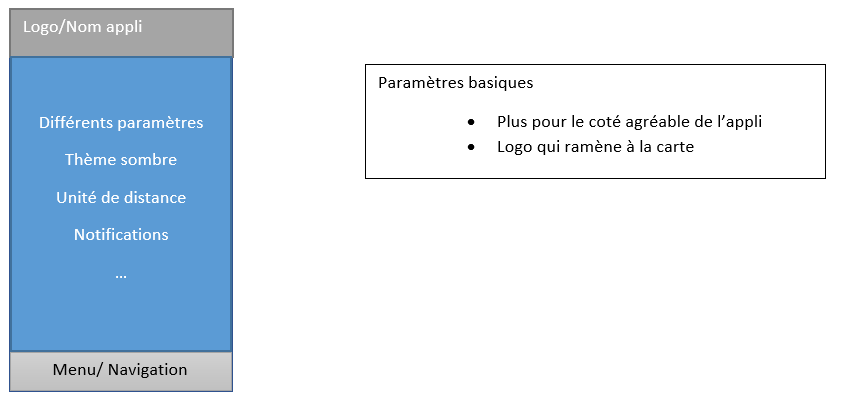 Logo/Nom appli
Différents paramètres
Thème sombre
Unité de distance
Notifications
...
Menu/ Navigation
Paramètres basiques
• Plus pour le coté agréable de l’appli
• Logo qui ramène à la carte